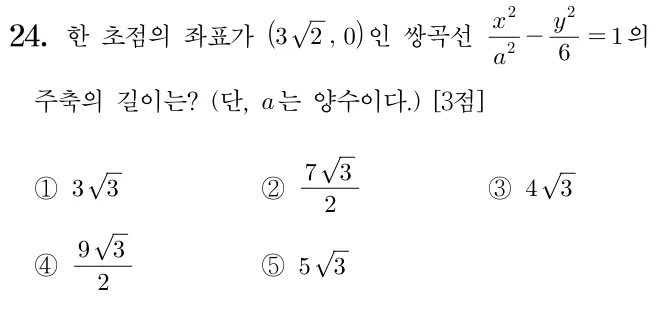 24. 한 초점의 좌표가 (3√2, 0)인 쌍곡선 x²/a² − y²/6 = 1의
주축의 길이는? (단, a는 양수이다.) [3점]
① 3√3 ② 7√3/2 ③ 4√3
④ 9√3/2 ⑤ 5√3